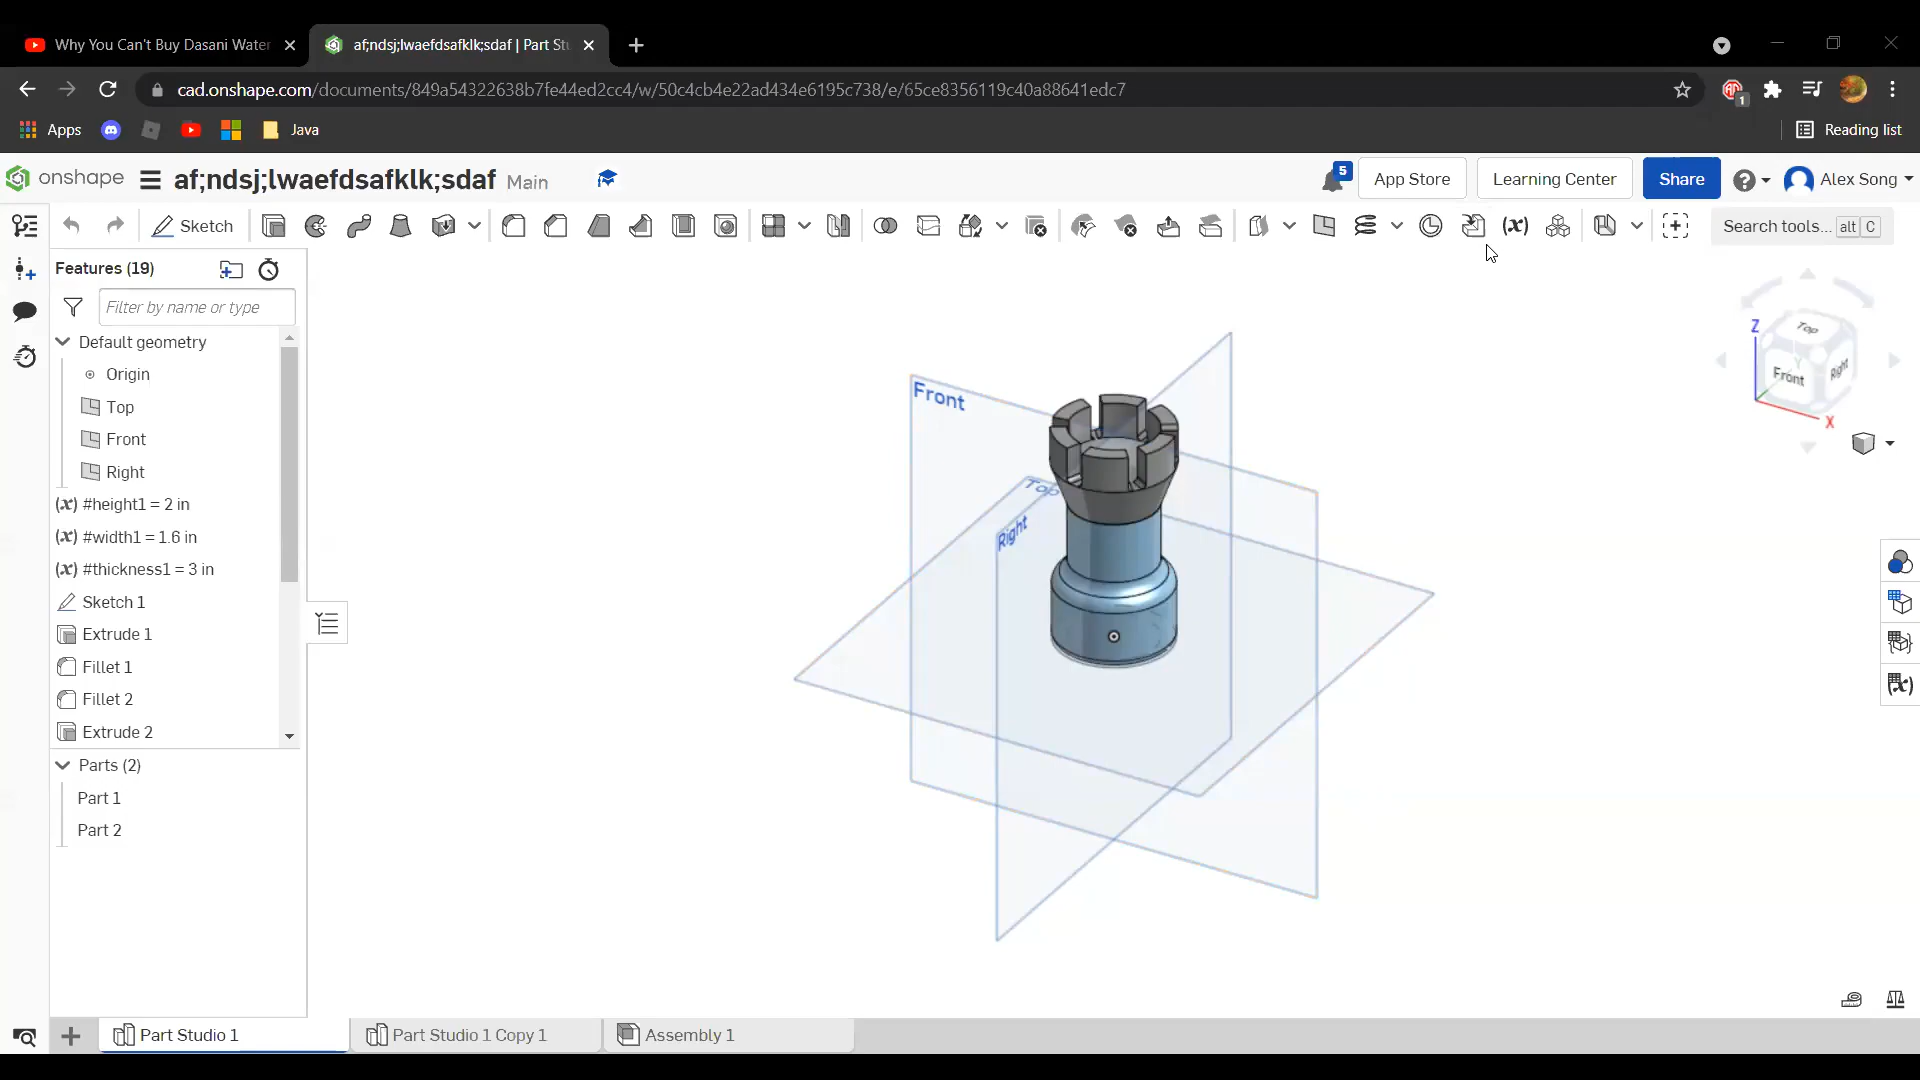 Why You Can't Buy Dasani Water
af;ndsj;lwaefdsafklk;sdaf | Part Stu
cad.onshape.com/documents/849a54322638b7fe44ed2cc4/w/50c4cb4e22ad434e6195c738/e/65ce8356119c40a88641edc7
1
Apps
Java
Reading list
onshape
af;ndsj;lwaefdsafklk;sdaf Main
5
App Store
Learning Center
Share
Alex Song
Sketch
(x)
Search tools... alt C
Features (19)
Filter by name or type
Default geometry
Origin
Top
Front
Right
(x) #height1 = 2 in
(x) #width1 = 1.6 in
(x) #thickness1 = 3 in
Sketch 1
Extrude 1
Fillet 1
Fillet 2
Extrude 2
Parts (2)
Part 1
Part 2
Front
Top
Right
Z
Top
Y
Front
Right
X
(x)
Part Studio 1
Part Studio 1 Copy 1
Assembly 1